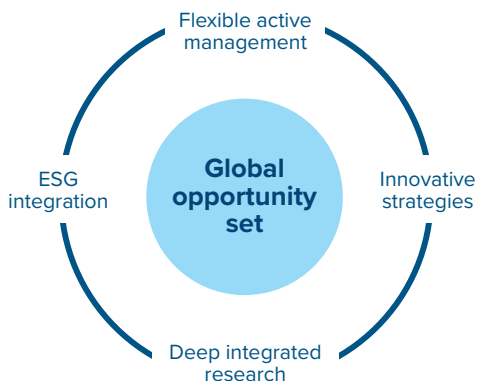 Flexible active
management
ESG
integration
Global
opportunity
set
Innovative
strategies
Deep integrated
research